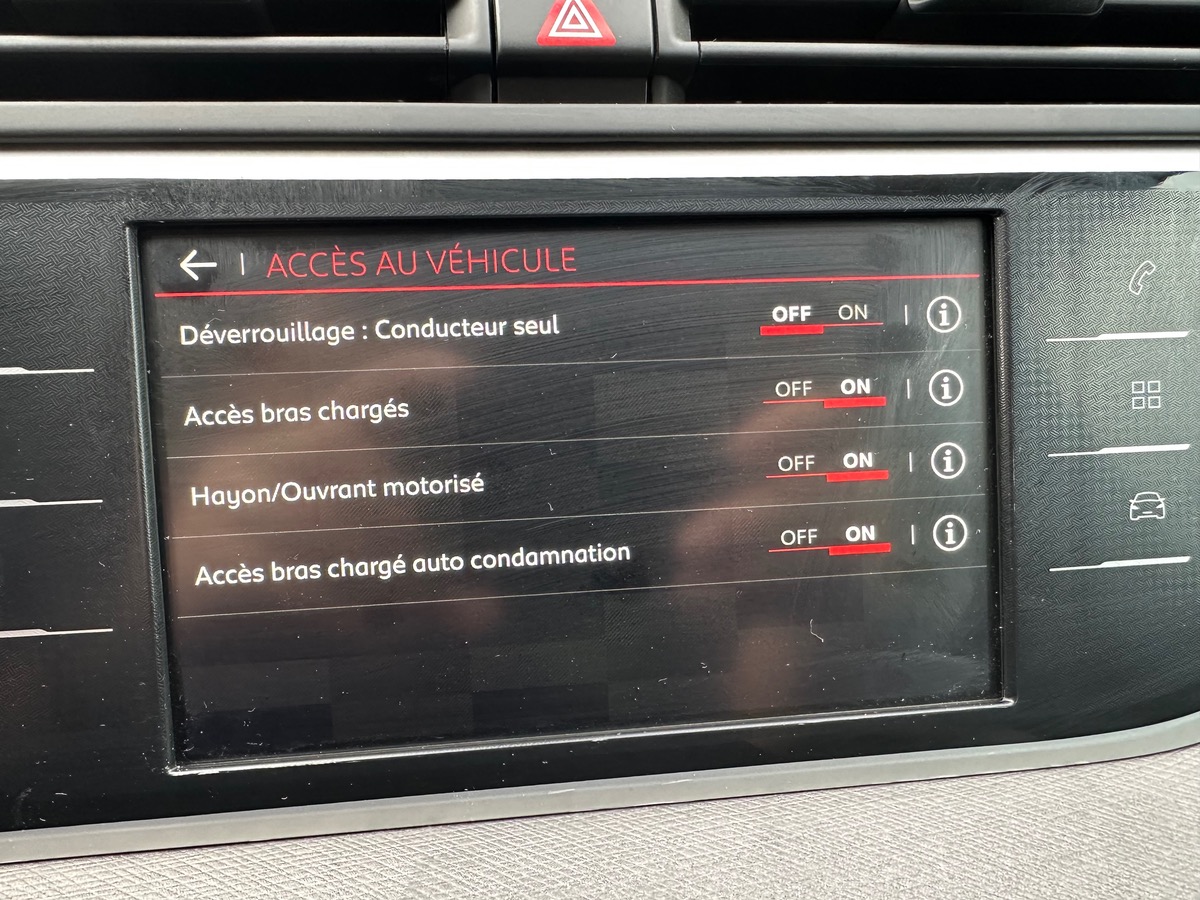 ACCÈS AU VÉHICULE
Déverrouillage : Conducteur seul OFF ON
Accès bras chargés OFF ON
Hayon/Ouvrant motorisé OFF ON
Accès bras chargé auto condamnation OFF ON